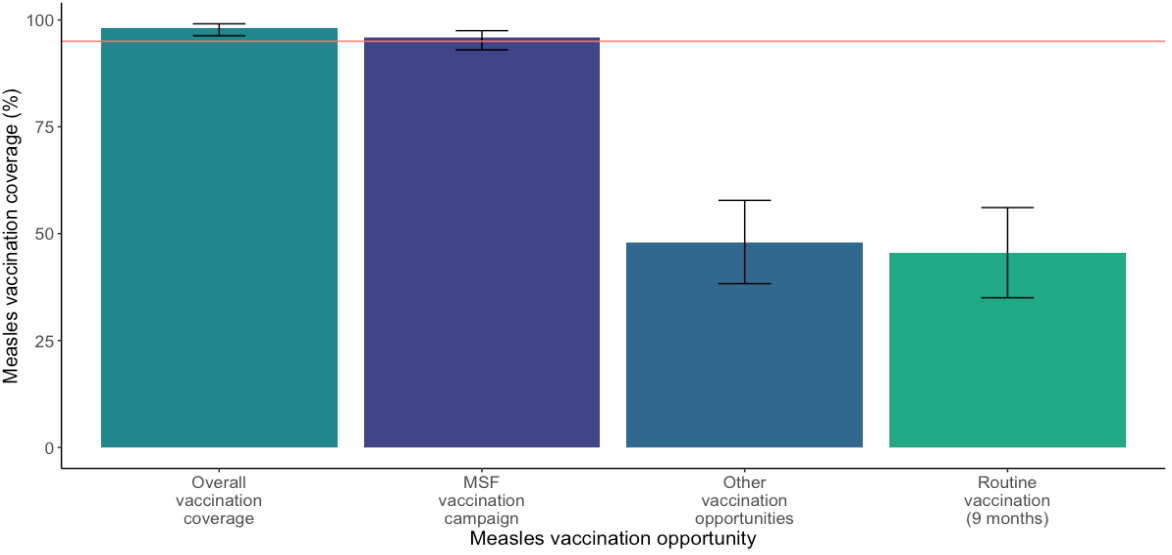 Measles vaccination coverage (%)
100
75
50
25
0
Overall
vaccination
coverage
MSF
vaccination
campaign
Other
vaccination
opportunities
Routine
vaccination
(9 months)
Measles vaccination opportunity